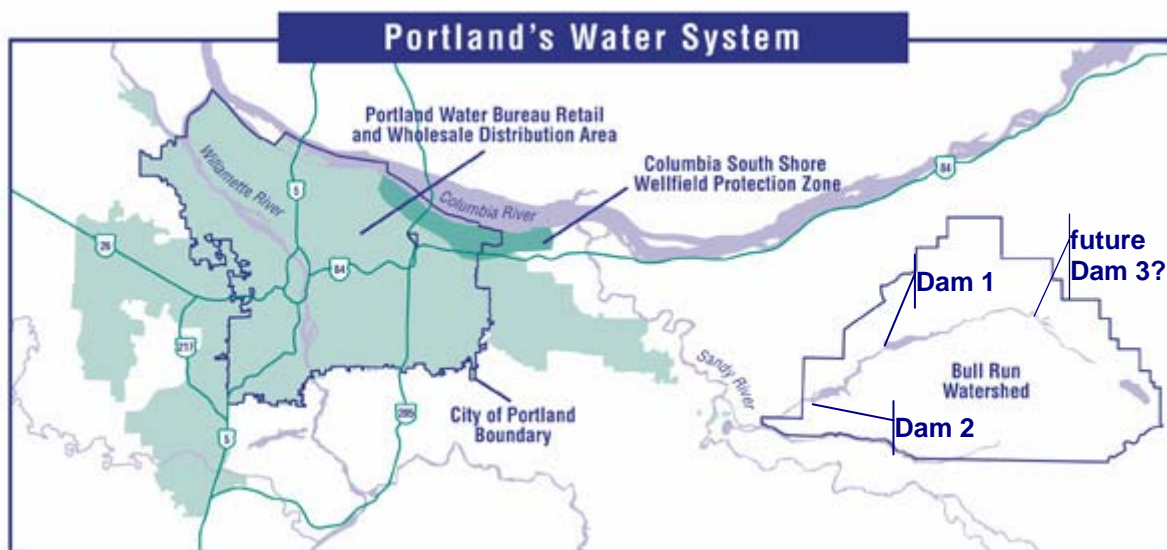 Portland's Water System
Portland Water Bureau Retail
and Wholesale Distribution Area
Columbia South Shore
Wellfield Protection Zone
84
Willamette River
5
Columbia River
26
84
future
Dam 3?
Dam 1
217
Sandy River
Bull Run
Watershed
City of Portland
Boundary
205
Dam 2
5